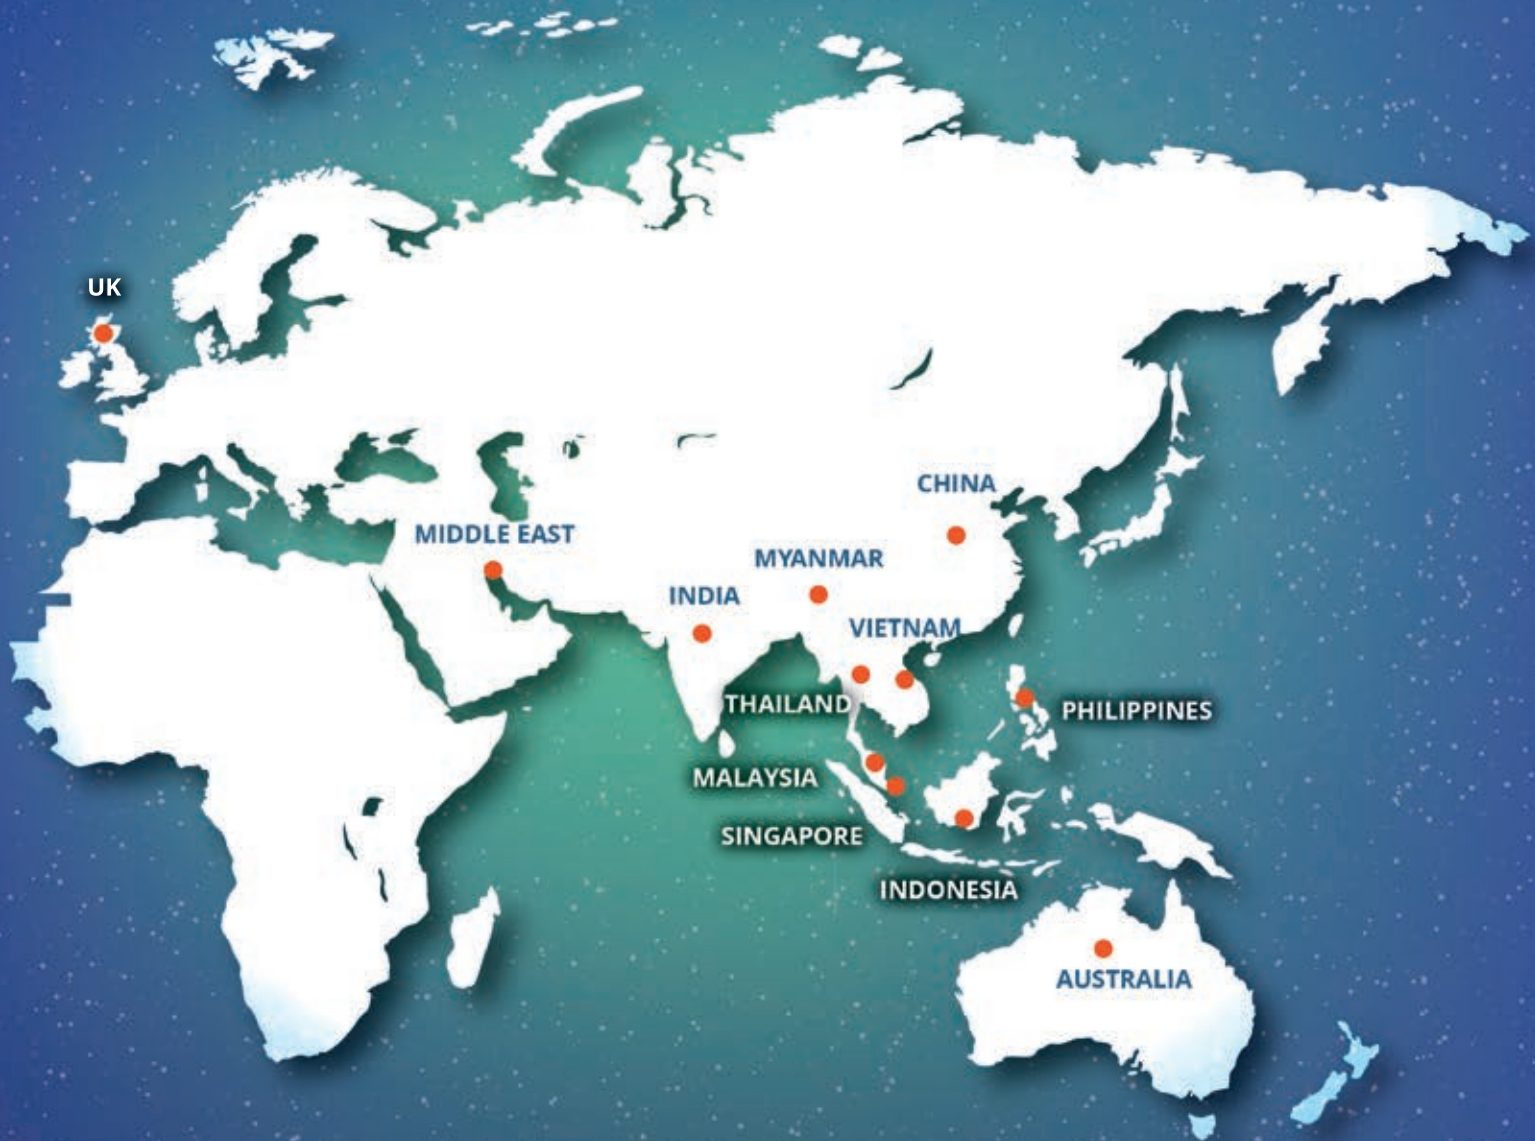 UK
CHINA
MIDDLE EAST
MYANMAR
INDIA
VIETNAM
THAILAND
PHILIPPINES
MALAYSIA
SINGAPORE
INDONESIA
AUSTRALIA